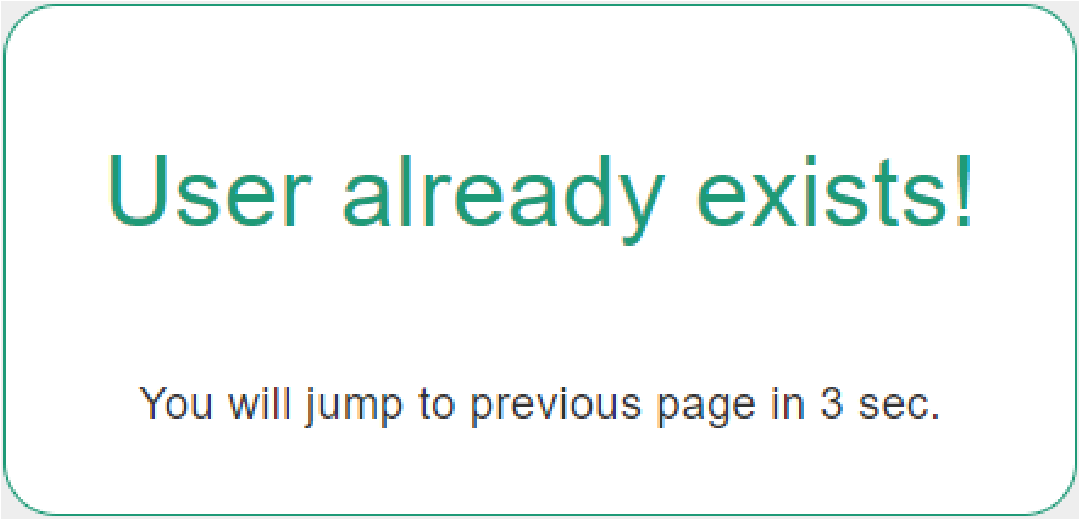 User already exists!
You will jump to previous page in 3 sec.